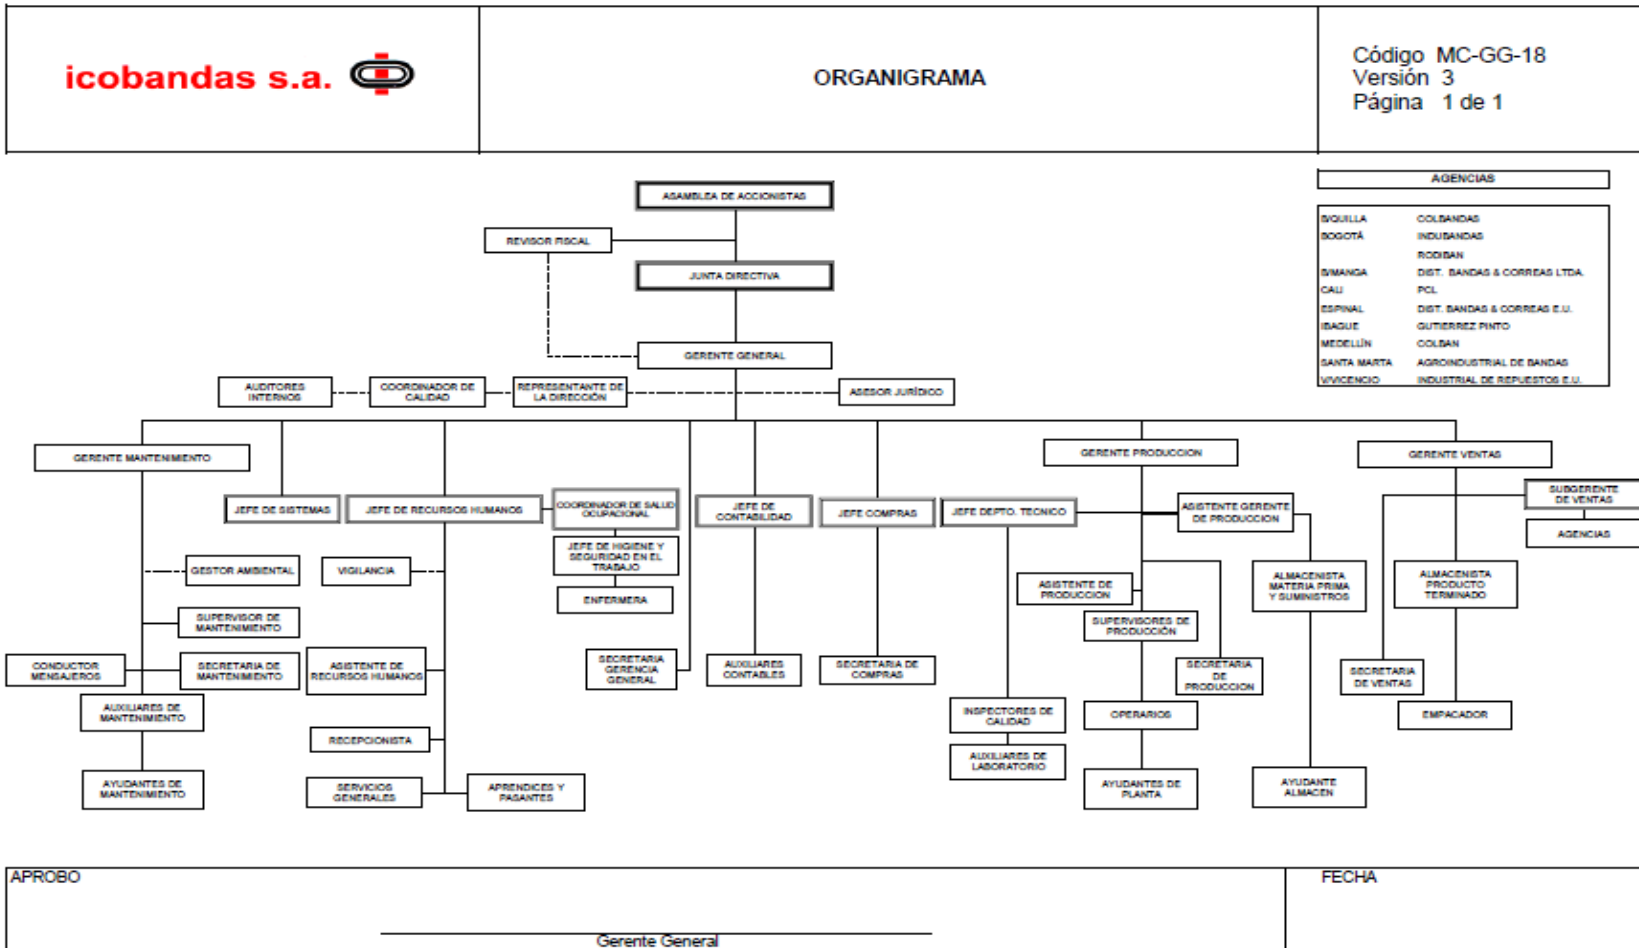 icobandas s.a.
ORGANIGRAMA
Código MC-GG-18
Versión 3
Página 1 de 1
AGENCIAS
B/QUILLA COLBANDAS
BOGOTÁ INDUBANDAS
RODIBAN
B/MANGA DIST. BANDAS & CORREAS LTDA.
CALI PCL
ESPINAL DIST. BANDAS & CORREAS E.U.
IBAGUE GUTIERREZ PINTO
MEDELLÍN COLBAN
SANTA MARTA AGROINDUSTRIAL DE BANDAS
V/VICENCIO INDUSTRIAL DE REPUESTOS E.U.
ASAMBLEA DE ACCIONISTAS
REVISOR FISCAL
JUNTA DIRECTIVA
GERENTE GENERAL
AUDITORES
INTERNOS
COORDINADOR DE
CALIDAD
REPRESENTANTE DE
LA DIRECCIÓN
ASESOR JURÍDICO
GERENTE MANTENIMIENTO
GERENTE PRODUCCION
GERENTE VENTAS
JEFE DE SISTEMAS
JEFE DE RECURSOS HUMANOS
COORDINADOR DE SALUD
OCUPACIONAL
JEFE DE
CONTABILIDAD
JEFE COMPRAS
JEFE DEPTO. TECNICO
ASISTENTE GERENTE
DE PRODUCCION
SUBGERENTE
DE VENTAS
AGENCIAS
JEFE DE HIGIENE Y
SEGURIDAD EN EL
TRABAJO
GESTOR AMBIENTAL
VIGILANCIA
ENFERMERA
ASISTENTE DE
PRODUCCION
ALMACENISTA
MATERIA PRIMA
Y SUMINISTROS
ALMACENISTA
PRODUCTO
TERMINADO
SUPERVISOR DE
MANTENIMIENTO
SUPERVISORES DE
PRODUCCIÓN
CONDUCTOR
MENSAJEROS
SECRETARIA DE
MANTENIMIENTO
ASISTENTE DE
RECURSOS HUMANOS
SECRETARIA
GERENCIA
GENERAL
AUXILIARES
CONTABLES
SECRETARIA DE
COMPRAS
SECRETARIA
DE
PRODUCCION
SECRETARIA
DE VENTAS
AUXILIARES DE
MANTENIMIENTO
INSPECTORES DE
CALIDAD
OPERARIOS
EMPACADOR
RECEPCIONISTA
AUXILIARES DE
LABORATORIO
AYUDANTES DE
MANTENIMIENTO
SERVICIOS
GENERALES
APRENDICES Y
PASANTES
AYUDANTES DE
PLANTA
AYUDANTE
ALMACEN
APROBO
FECHA
Gerente General